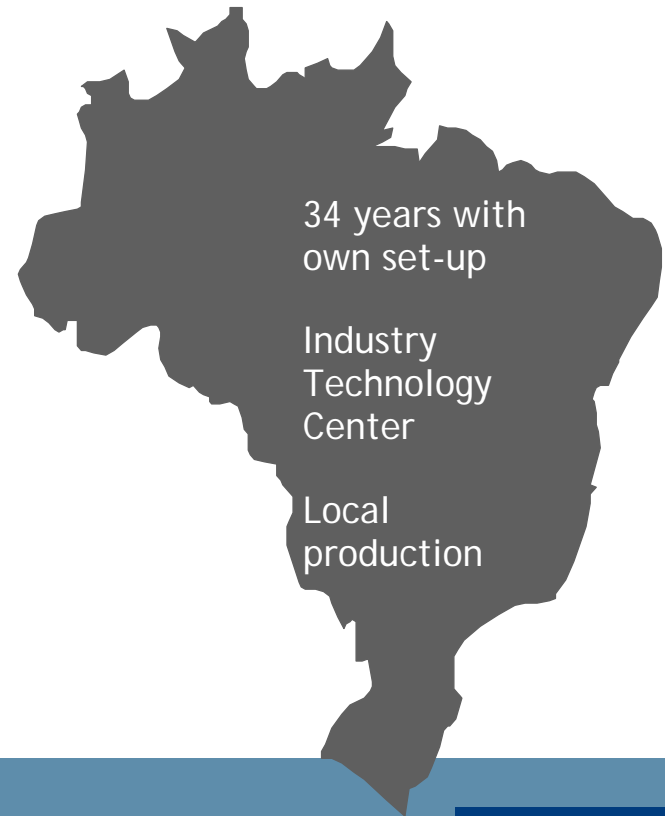 34 years with
own set-up
Industry
Technology
Center
Local
production